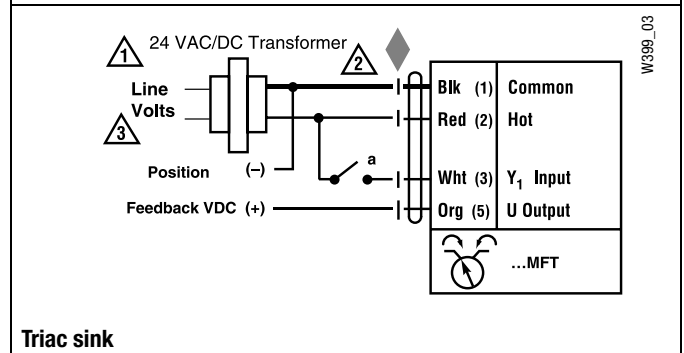 W399_03
1 24 VAC/DC Transformer 2
Line
Volts
3
Blk (1) Common
Red (2) Hot
Position (–)
a
Wht (3) Y₁ Input
Feedback VDC (+)
Org (5) U Output
...MFT
Triac sink